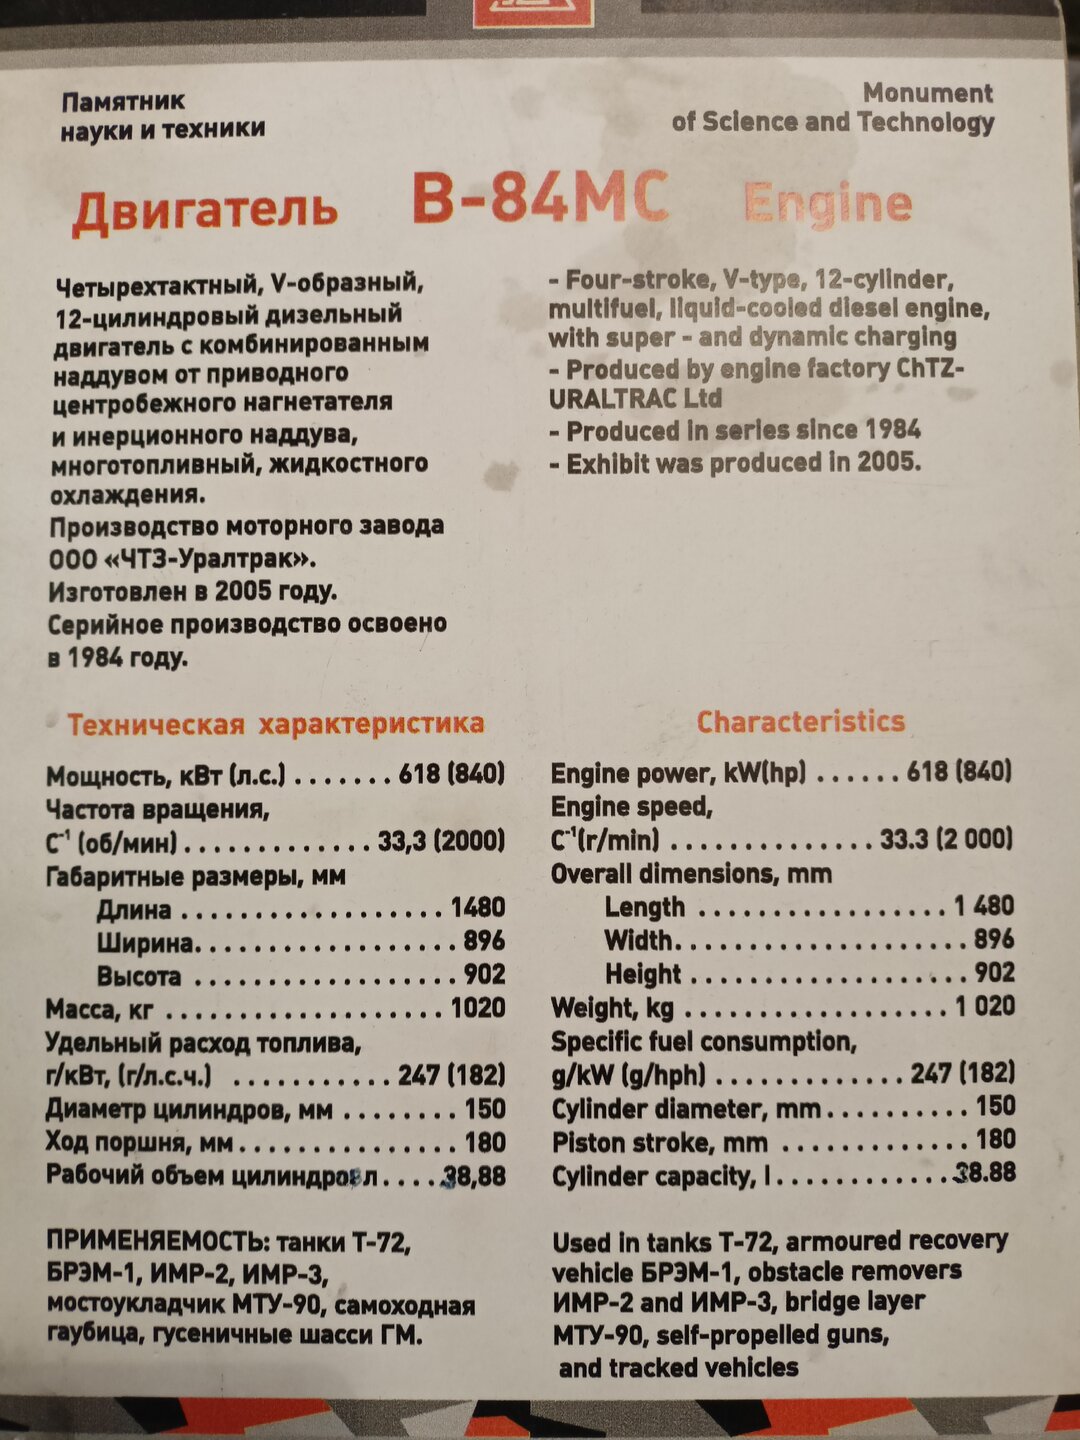 Памятник
науки и техники
Monument
of Science and Technology
Двигатель В-84МС Engine
Четырехтактный, V-образный,
12-цилиндровый дизельный
двигатель с комбинированным
наддувом от приводного
центробежного нагнетателя
и инерционного наддува,
многотопливный, жидкостного
охлаждения.
Производство моторного завода
ООО «ЧТЗ-Уралтрак».
Изготовлен в 2005 году.
Серийное производство освоено
в 1984 году.
- Four-stroke, V-type, 12-cylinder,
multifuel, liquid-cooled diesel engine,
with super - and dynamic charging
- Produced by engine factory ChTZ-
URALTRAC Ltd
- Produced in series since 1984
- Exhibit was produced in 2005.
Техническая характеристика
Мощность, кВт (л.с.) ....... 618 (840)
Частота вращения,
С⁻¹ (об/мин) ............. 33,3 (2000)
Габаритные размеры, мм
Длина .................. 1480
Ширина.................. 896
Высота .................. 902
Масса, кг ................... 1020
Удельный расход топлива,
г/кВт, (г/л.с.ч.) ........... 247 (182)
Диаметр цилиндров, мм ........ 150
Ход поршня, мм............... 180
Рабочий объем цилиндров л.....38,88
Characteristics
Engine power, kW(hp) ...... 618 (840)
Engine speed,
C⁻¹(r/min) .............. 33.3 (2 000)
Overall dimensions, mm
Length ................. 1 480
Width.................... 896
Height ................... 902
Weight, kg .................. 1 020
Specific fuel consumption,
g/kW (g/hph) ............. 247 (182)
Cylinder diameter, mm.......... 150
Piston stroke, mm ............. 180
Cylinder capacity, l............38.88
ПРИМЕНЯЕМОСТЬ: танки Т-72,
БРЭМ-1, ИМР-2, ИМР-3,
мостоукладчик МТУ-90, самоходная
гаубица, гусеничные шасси ГМ.
Used in tanks T-72, armoured recovery
vehicle БРЭМ-1, obstacle removers
ИМР-2 and ИМР-3, bridge layer
МТУ-90, self-propelled guns,
and tracked vehicles